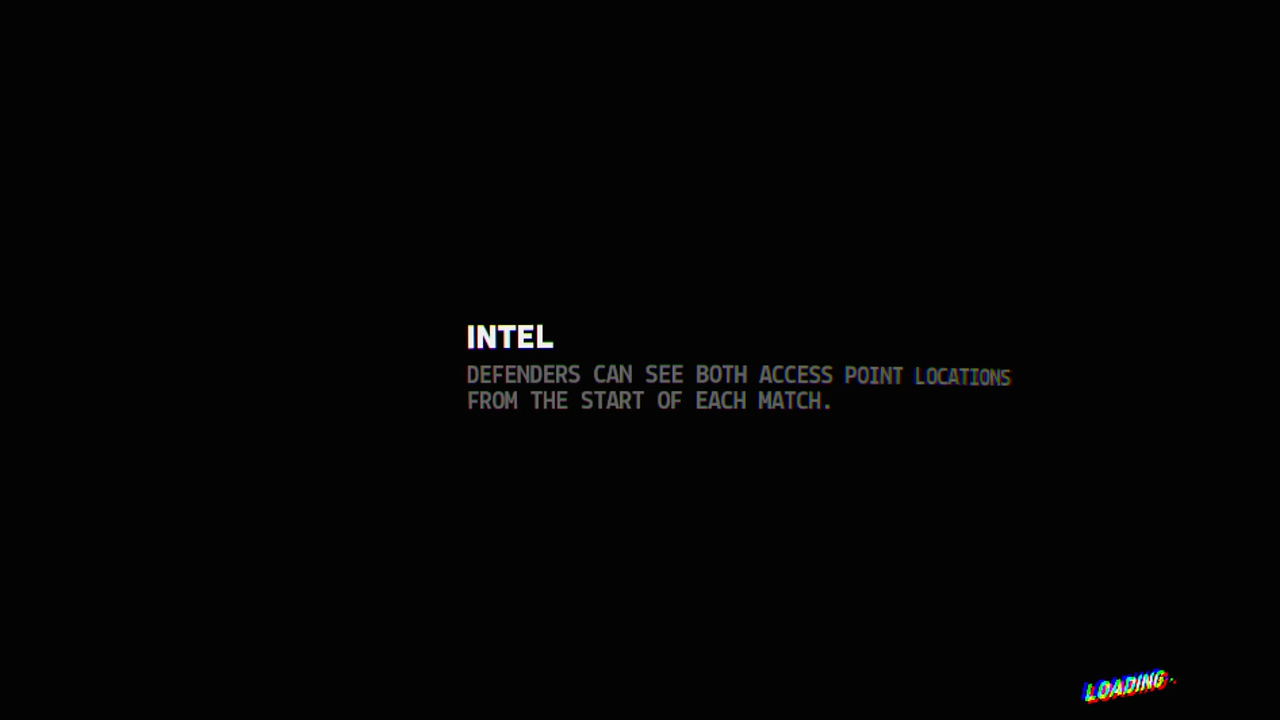 INTEL
DEFENDERS CAN SEE BOTH ACCESS POINT LOCATIONS
FROM THE START OF EACH MATCH.
LOADING.